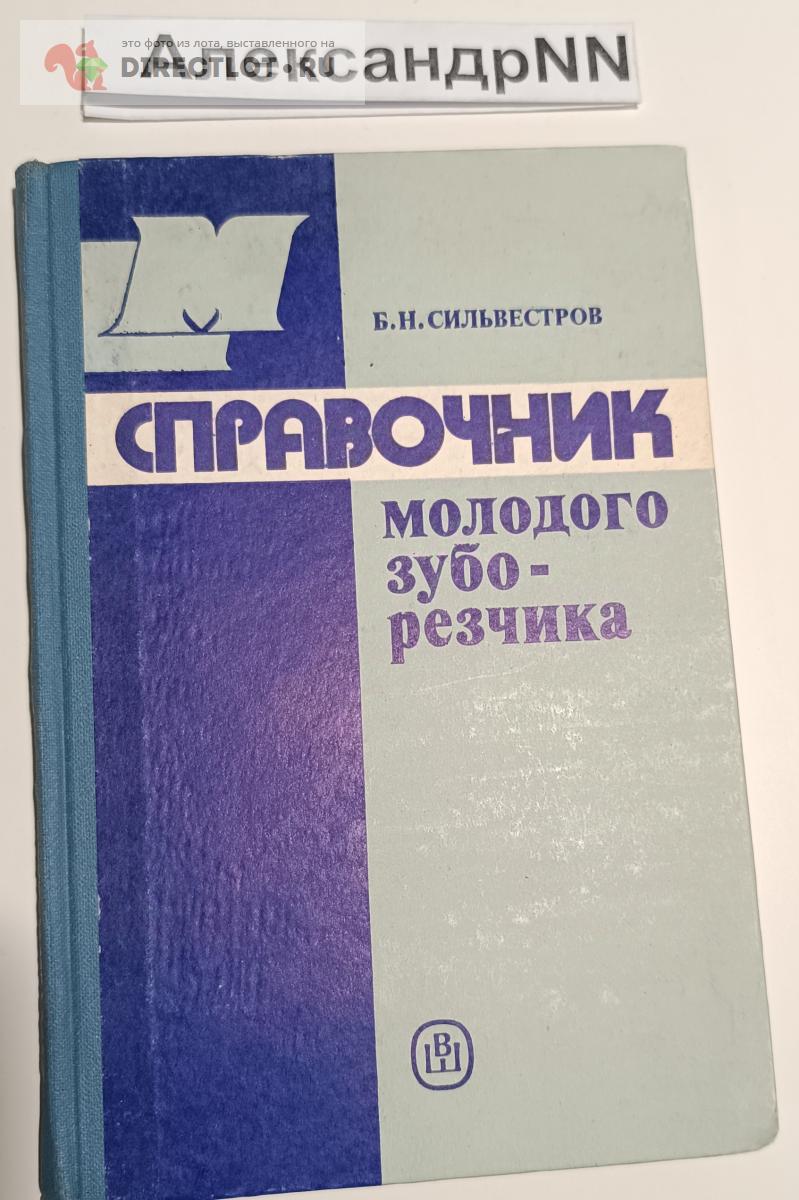 это фото из лота, выставленного на
DIRECTLOT.RU
АлександрNN
Б.Н.СИЛЬВЕСТРОВ
СПРАВОЧНИК
молодого
зубо-
резчика
ВШ